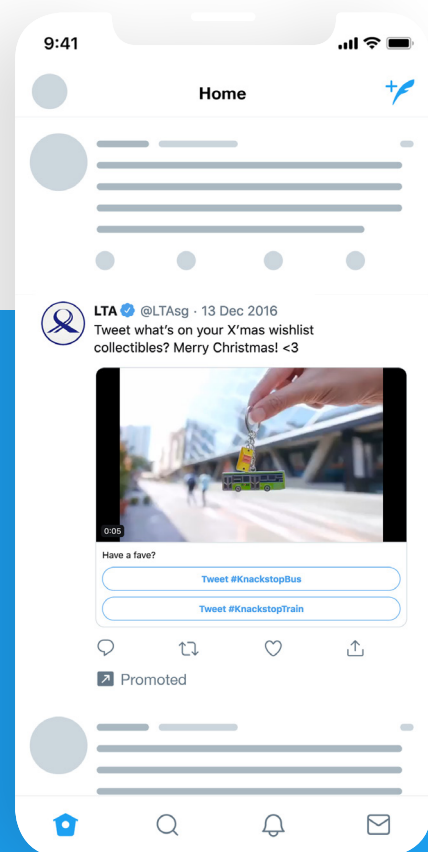 9:41
Home
LTA @LTAsg · 13 Dec 2016
Tweet what's on your X'mas wishlist
collectibles? Merry Christmas! <3
0:05
Have a fave?
Tweet #KnackstopBus
Tweet #KnackstopTrain
Promoted